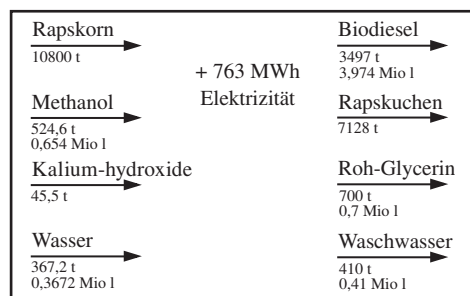 Rapskorn
10800 t
Methanol
524,6 t
0,654 Mio l
Kalium-hydroxide
45,5 t
Wasser
367,2 t
0,3672 Mio l
+ 763 MWh
Elektrizität
Biodiesel
3497 t
3,974 Mio l
Rapskuchen
7128 t
Roh-Glycerin
700 t
0,7 Mio l
Waschwasser
410 t
0,41 Mio l